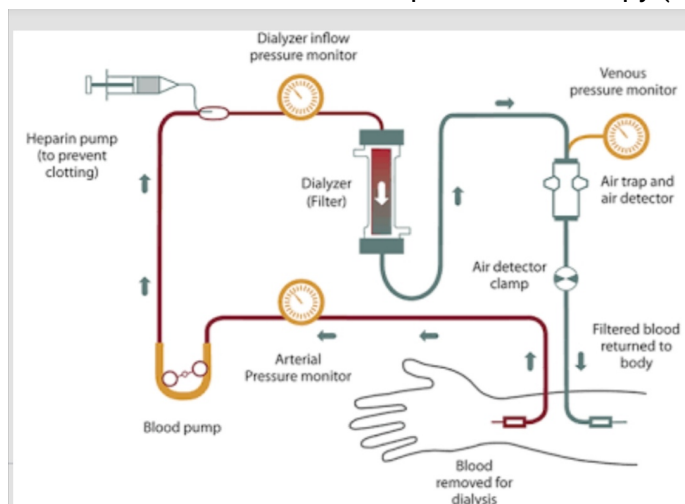 Dialyzer inflow
pressure monitor
Venous
pressure monitor
Heparin pump
(to prevent
clotting)
Dialyzer
(Filter)
Air trap and
air detector
Air detector
clamp
Filtered blood
returned to
body
Arterial
Pressure monitor
Blood pump
Blood
removed for
dialysis